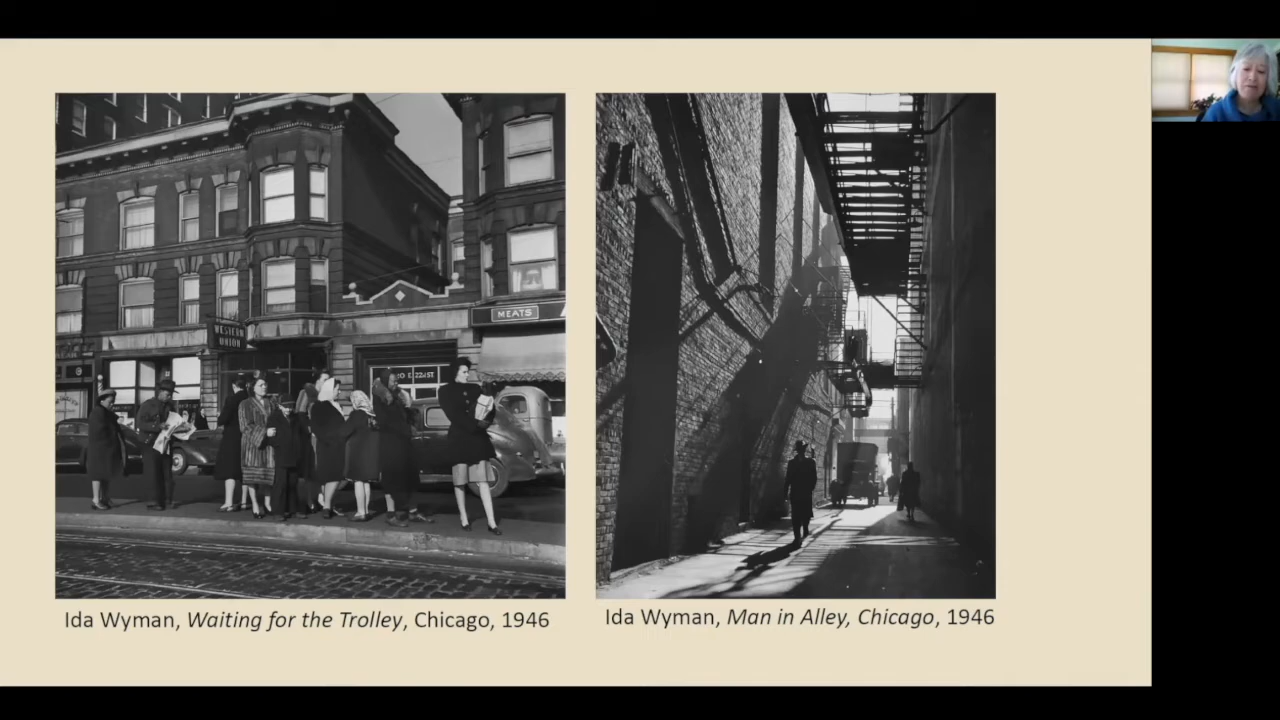 WESTERN
UNION
MEATS
Ida Wyman, Waiting for the Trolley, Chicago, 1946
Ida Wyman, Man in Alley, Chicago, 1946